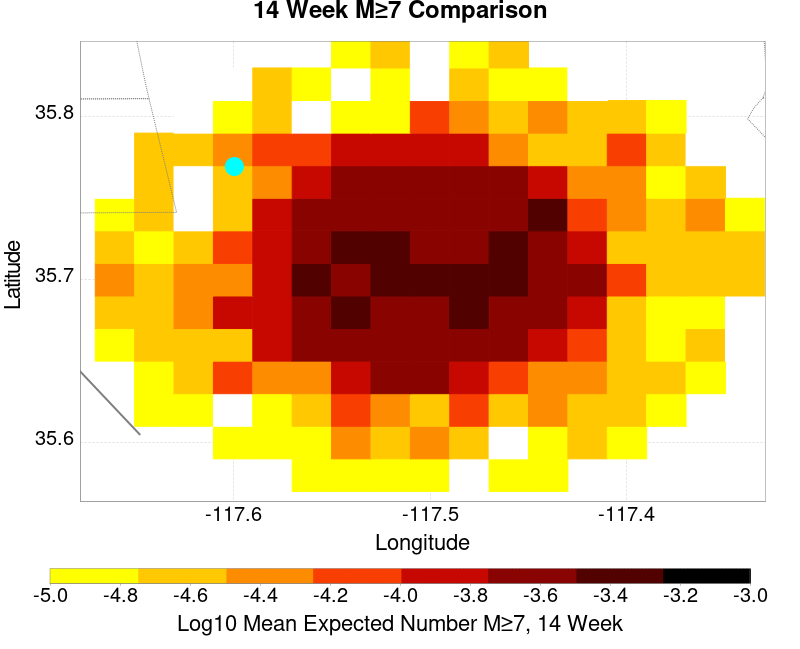 14 Week M≥7 Comparison
35.8
35.7
35.6
Latitude
-117.6 -117.5 -117.4
Longitude
-5.0 -4.8 -4.6 -4.4 -4.2 -4.0 -3.8 -3.6 -3.4 -3.2 -3.0
Log10 Mean Expected Number M≥7, 14 Week